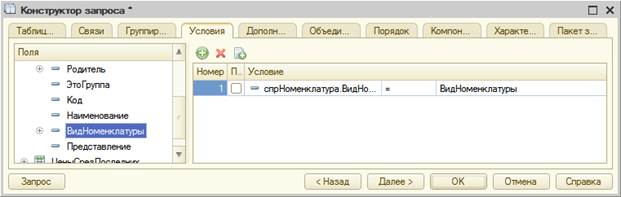 Конструктор запроса *
Таблиц... Связи Группир... Условия Дополн... Объеди... Порядок Компон... Характе... Пакет з...
Поля
Родитель
ЭтоГруппа
Код
Наименование
ВидНоменклатуры
Представление
ЦеныСрезПоследних
Номер П.. Условие
1 спрНоменклатура.ВидНо... = ВидНоменклатуры
Запрос < Назад Далее > OK Отмена Справка